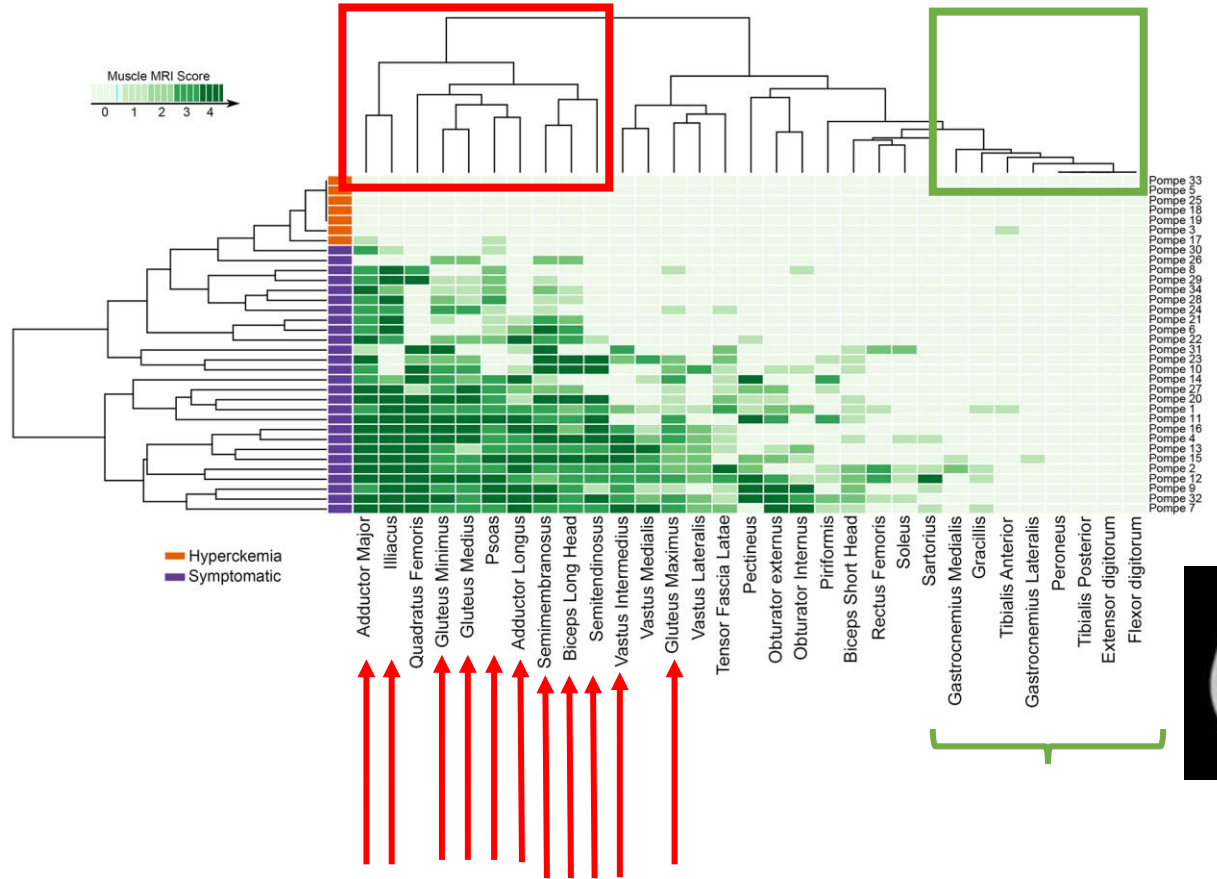 Muscle MRI Score
0 1 2 3 4
Pompe 33
Pompe 5
Pompe 25
Pompe 18
Pompe 19
Pompe 3
Pompe 17
Pompe 30
Pompe 26
Pompe 8
Pompe 29
Pompe 34
Pompe 28
Pompe 24
Pompe 21
Pompe 6
Pompe 22
Pompe 31
Pompe 23
Pompe 10
Pompe 14
Pompe 27
Pompe 20
Pompe 1
Pompe 11
Pompe 16
Pompe 4
Pompe 13
Pompe 15
Pompe 2
Pompe 12
Pompe 9
Pompe 32
Pompe 7
Hyperckemia
Symptomatic
Adductor Major
Illiacus
Quadratus Femoris
Gluteus Minimus
Gluteus Medius
Psoas
Adductor Longus
Semimembranosus
Biceps Long Head
Semitendinosus
Vastus Intermedius
Vastus Medialis
Gluteus Maximus
Vastus Lateralis
Tensor Fascia Latae
Pectineus
Obturator externus
Obturator Internus
Piriformis
Biceps Short Head
Rectus Femoris
Soleus
Sartorius
Gastrocnemius Medialis
Gracillis
Tibialis Anterior
Gastrocnemius Lateralis
Peroneus
Tibialis Posterior
Extensor digitorum
Flexor digitorum